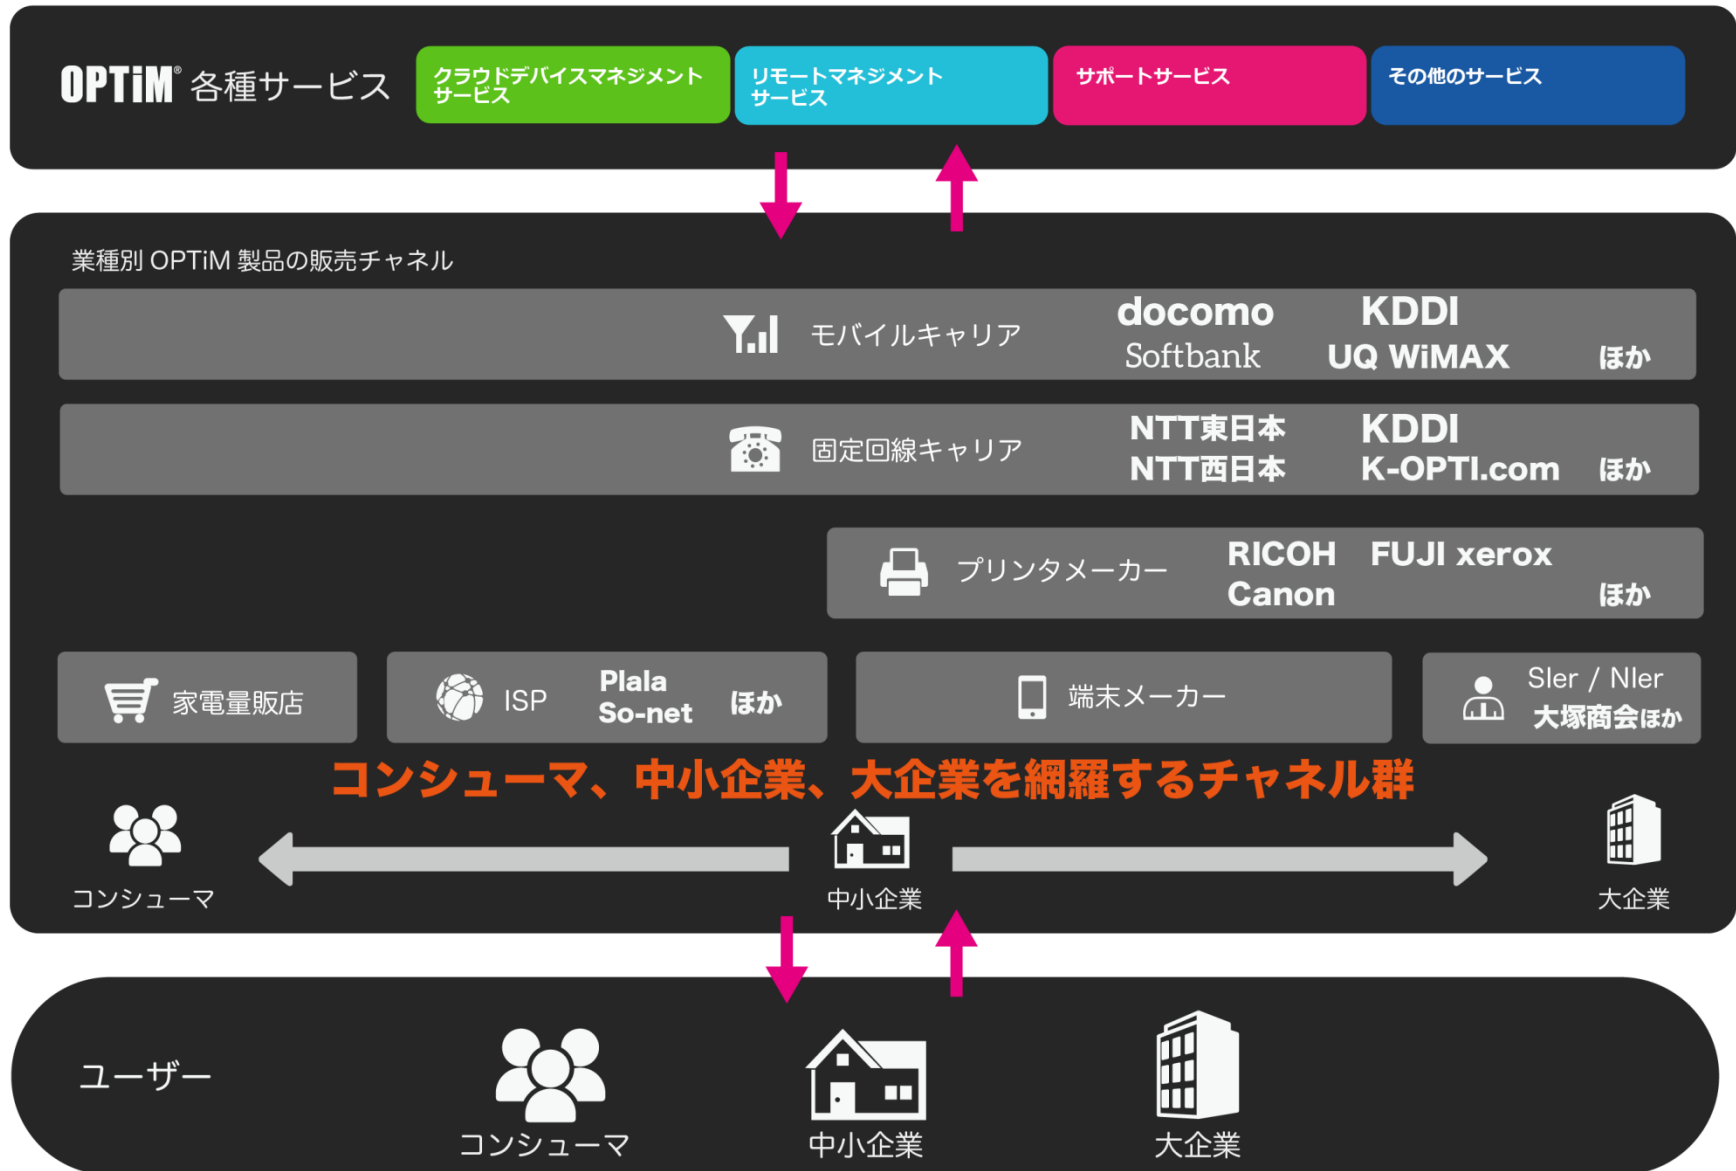 OPTiM® 各種サービス
クラウドデバイスマネジメント
サービス
リモートマネジメント
サービス
サポートサービス
その他のサービス
業種別 OPTiM 製品の販売チャネル
モバイルキャリア
docomo KDDI
Softbank UQ WiMAX ほか
固定回線キャリア
NTT東日本 KDDI
NTT西日本 K-OPTI.com ほか
プリンタメーカー
RICOH FUJI xerox
Canon ほか
家電量販店
ISP
Plala
So-net ほか
端末メーカー
SIer / NIer
大塚商会ほか
コンシューマ、中小企業、大企業を網羅するチャネル群
コンシューマ
中小企業
大企業
ユーザー
コンシューマ
中小企業
大企業